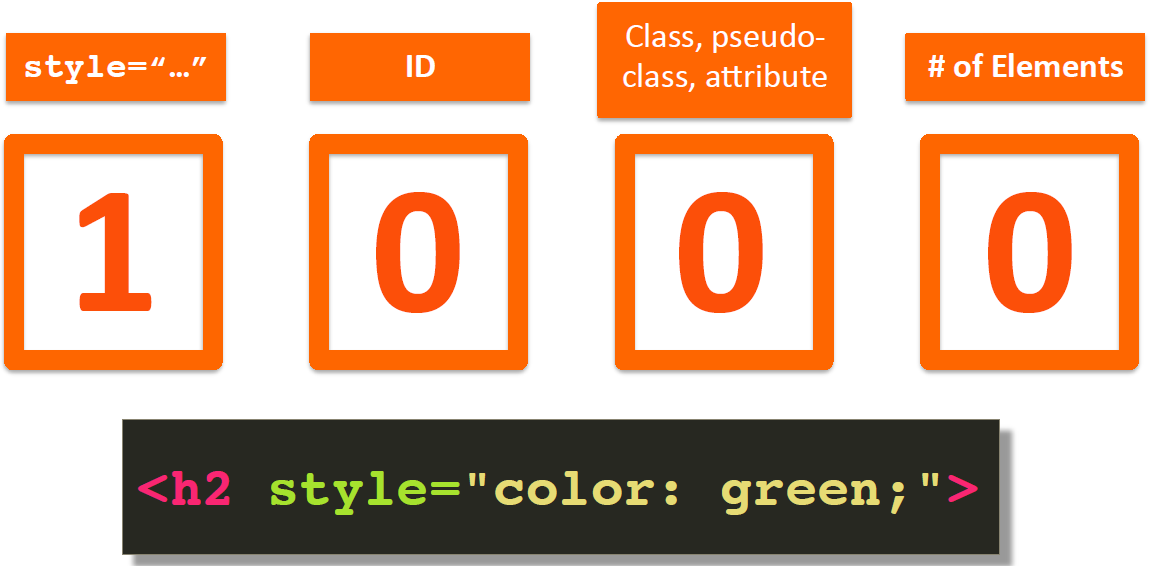 style=“…”
ID
Class, pseudo-
class, attribute
# of Elements
1
0
0
0
<h2 style="color: green;">